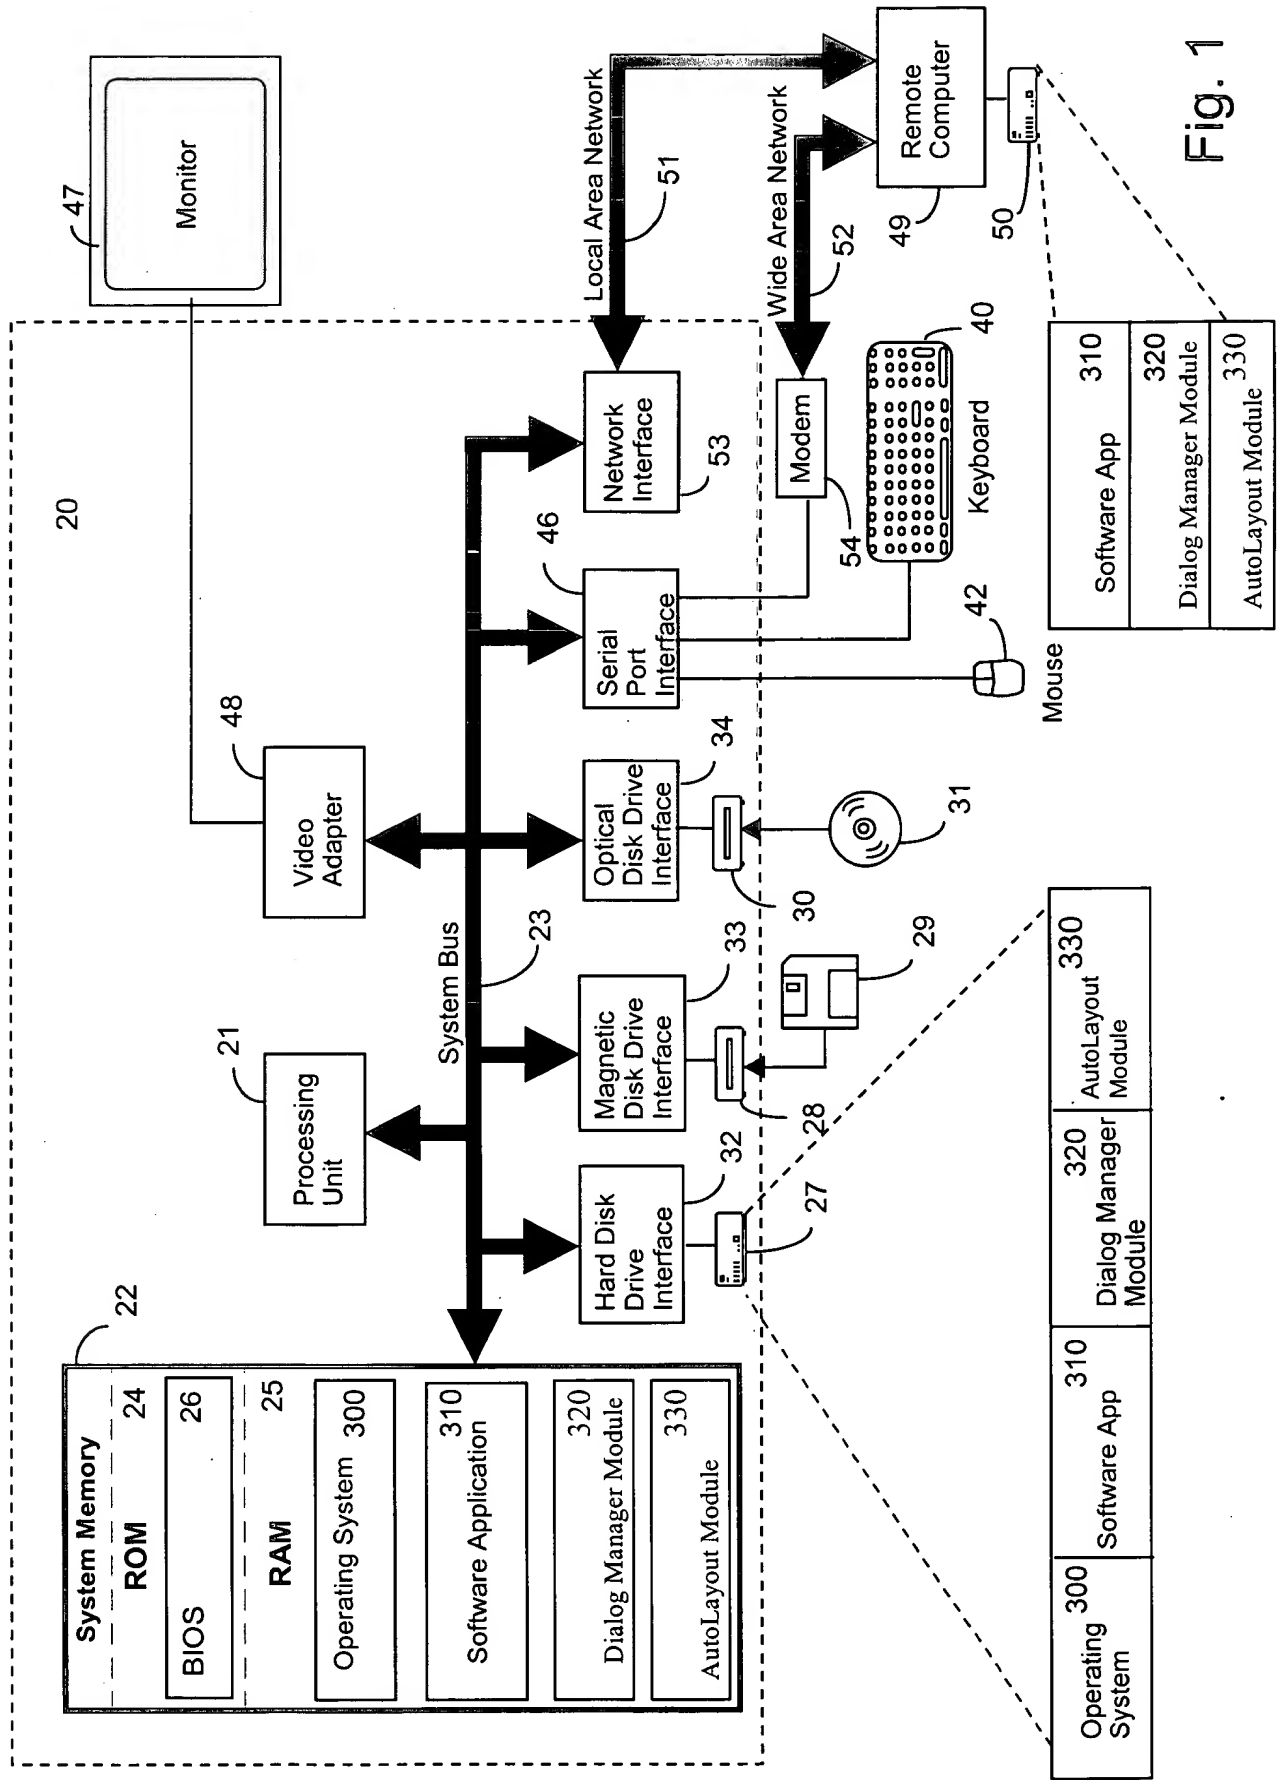 20
System Memory
ROM 24
BIOS 26
RAM 25
Operating System 300
Software Application 310
Dialog Manager Module 320
AutoLayout Module 330
22
Processing
Unit
21
Video
Adapter
48
47
Monitor
System Bus
23
Hard Disk
Drive
Interface
32
Magnetic
Disk Drive
Interface
33
Optical
Disk Drive
Interface
34
Serial
Port
Interface
46
Network
Interface
53
Local Area Network
51
27
28
29
30
31
Modem
54
Wide Area Network
52
Mouse
42
Keyboard
40
Remote
Computer
49
50
Operating
System
300
Software App
310
Dialog Manager
Module
320
AutoLayout
Module
330
Software App 310
Dialog Manager Module 320
AutoLayout Module 330
Fig. 1